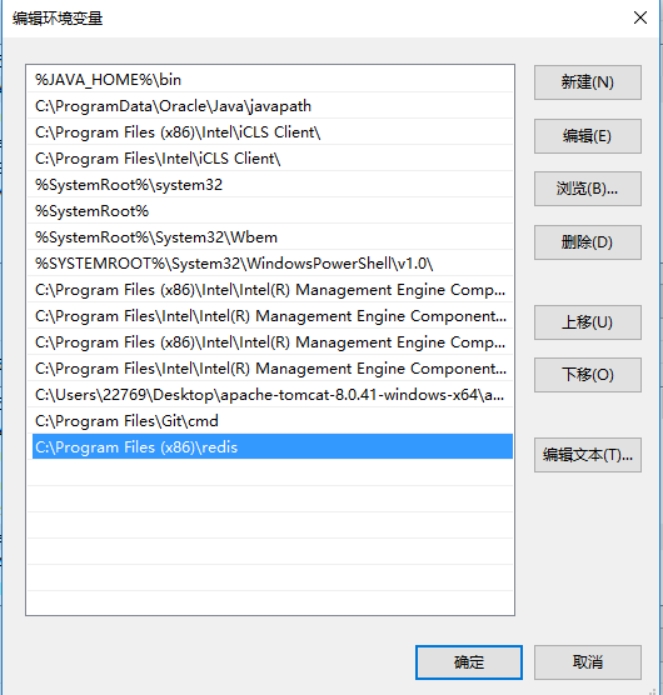 编辑环境变量
%JAVA_HOME%\bin
C:\ProgramData\Oracle\Java\javapath
C:\Program Files (x86)\Intel\iCLS Client\
C:\Program Files\Intel\iCLS Client\
%SystemRoot%\system32
%SystemRoot%
%SystemRoot%\System32\Wbem
%SYSTEMROOT%\System32\WindowsPowerShell\v1.0\
C:\Program Files (x86)\Intel\Intel(R) Management Engine Comp...
C:\Program Files\Intel\Intel(R) Management Engine Component...
C:\Program Files (x86)\Intel\Intel(R) Management Engine Comp...
C:\Program Files\Intel\Intel(R) Management Engine Component...
C:\Users\22769\Desktop\apache-tomcat-8.0.41-windows-x64\a...
C:\Program Files\Git\cmd
C:\Program Files (x86)\redis
新建(N)
编辑(E)
浏览(B)...
删除(D)
上移(U)
下移(O)
编辑文本(T)...
确定
取消